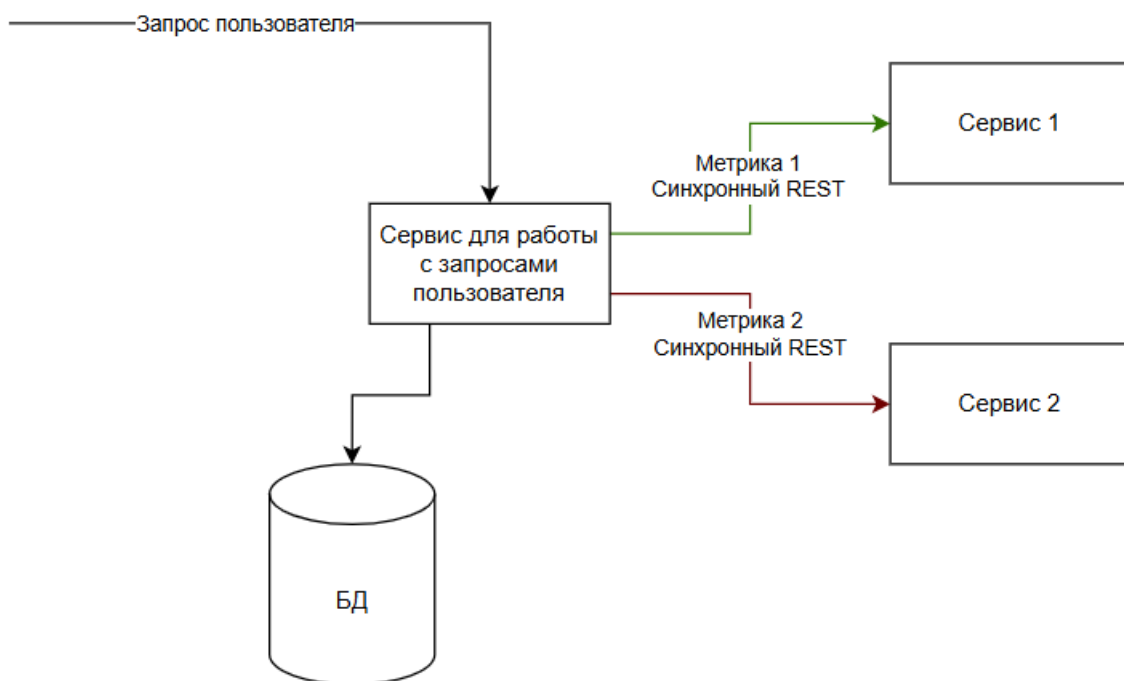 Запрос пользователя
Сервис 1
Метрика 1
Синхронный REST
Сервис для работы
с запросами
пользователя
Метрика 2
Синхронный REST
Сервис 2
БД